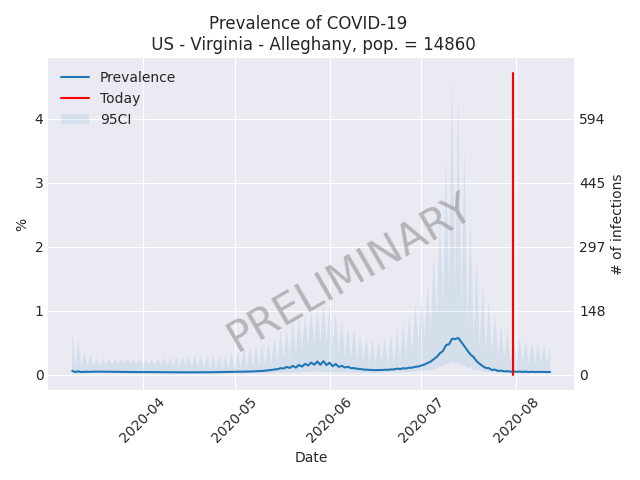 Prevalence of COVID-19
US - Virginia - Alleghany, pop. = 14860
Prevalence
Today
95CI
4
3
2
1
0
%
594
445
297
148
0
# of infections
PRELIMINARY
2020-04
2020-05
2020-06
2020-07
2020-08
Date